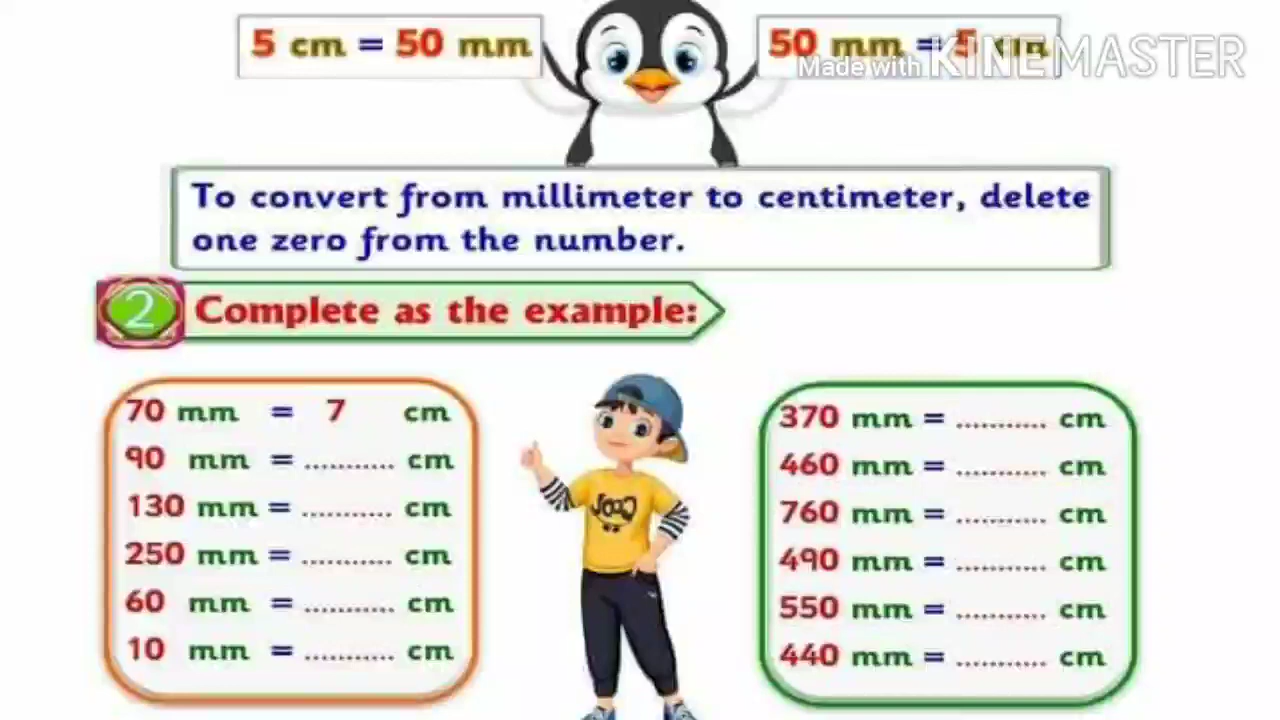 5 cm = 50 mm
50 mm = 5 cm
Made with KINEMASTER
To convert from millimeter to centimeter, delete
one zero from the number.
2 Complete as the example:
70 mm = 7 cm
90 mm = ........... cm
130 mm = ........... cm
250 mm = ........... cm
60 mm = ........... cm
10 mm = ........... cm
370 mm = ........... cm
460 mm = ........... cm
760 mm = ........... cm
490 mm = ........... cm
550 mm = ........... cm
440 mm = ........... cm